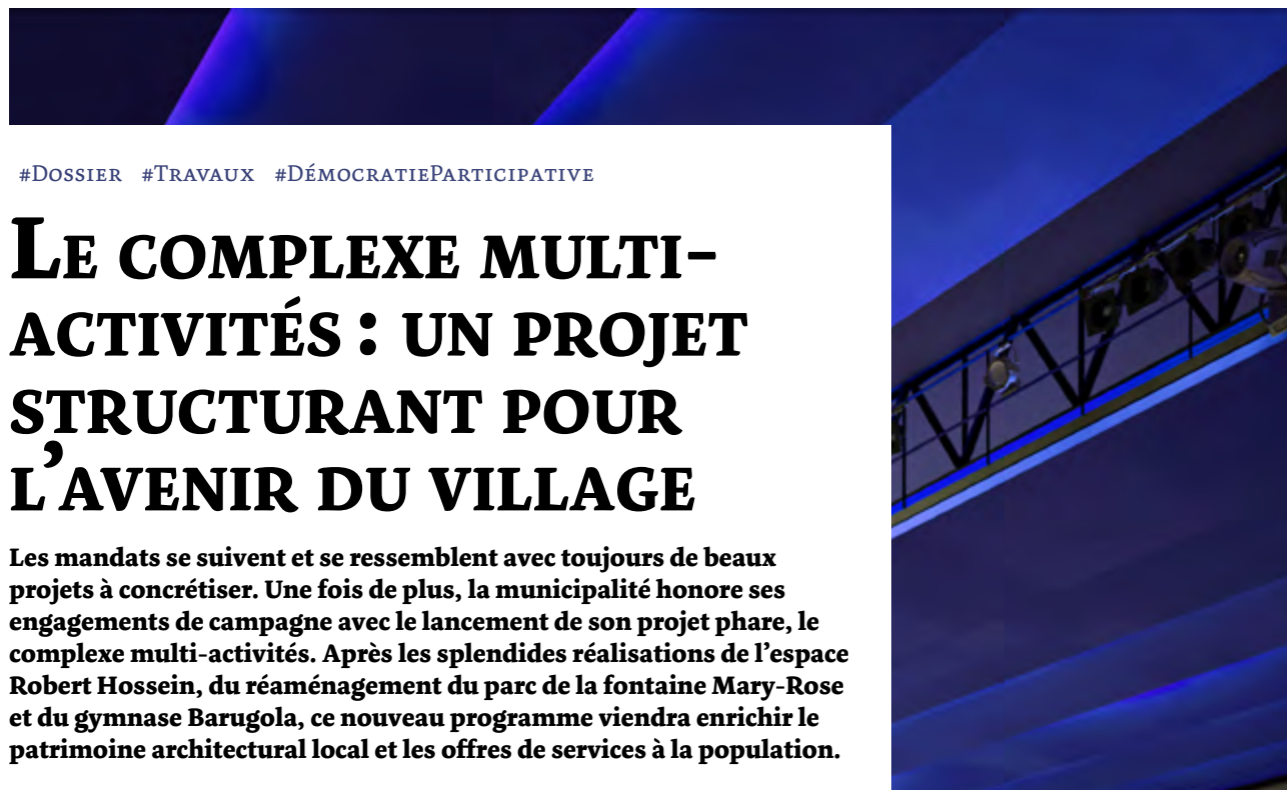 #Dossier #Travaux #DémocratieParticipative
Le complexe multi-
activités : un projet
structurant pour
l’avenir du village
Les mandats se suivent et se ressemblent avec toujours de beaux
projets à concrétiser. Une fois de plus, la municipalité honore ses
engagements de campagne avec le lancement de son projet phare, le
complexe multi-activités. Après les splendides réalisations de l’espace
Robert Hossein, du réaménagement du parc de la fontaine Mary-Rose
et du gymnase Barugola, ce nouveau programme viendra enrichir le
patrimoine architectural local et les offres de services à la population.